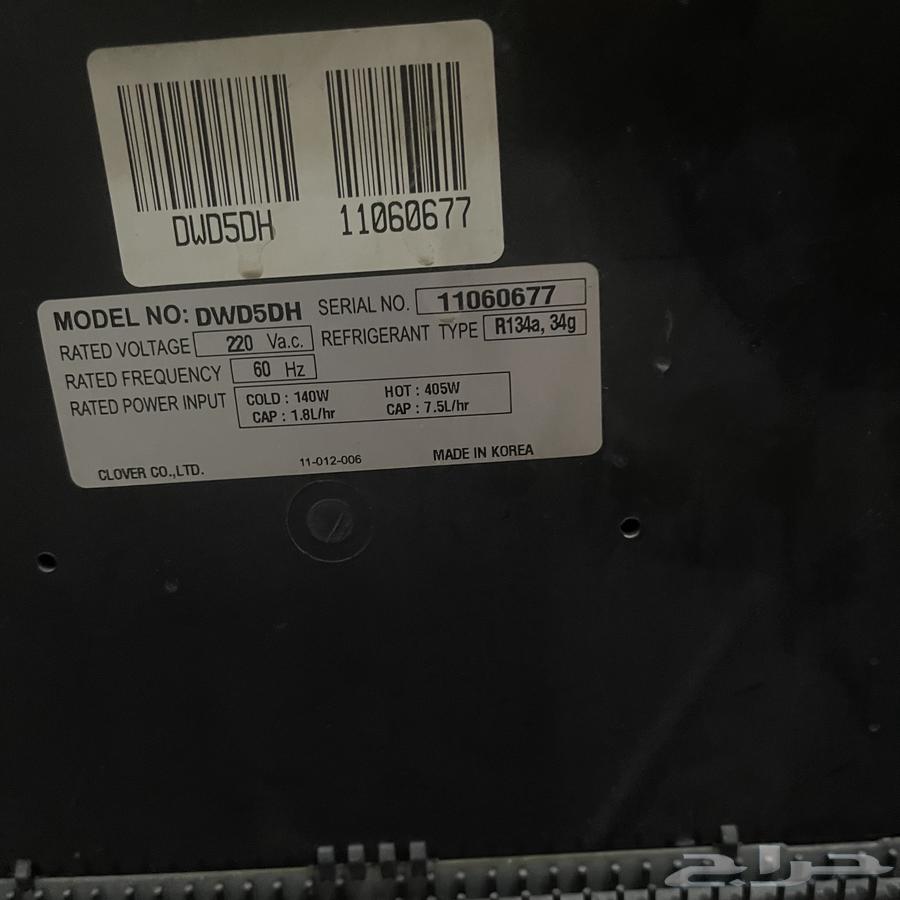 DWD5DH 11060677
MODEL NO: DWD5DH SERIAL NO. 11060677
RATED VOLTAGE 220 Va.c. REFRIGERANT TYPE R134a, 34g
RATED FREQUENCY 60 Hz
RATED POWER INPUT COLD : 140W HOT : 405W
CAP : 1.8L/hr CAP : 7.5L/hr
CLOVER CO.,LTD. 11-012-006 MADE IN KOREA
حراج